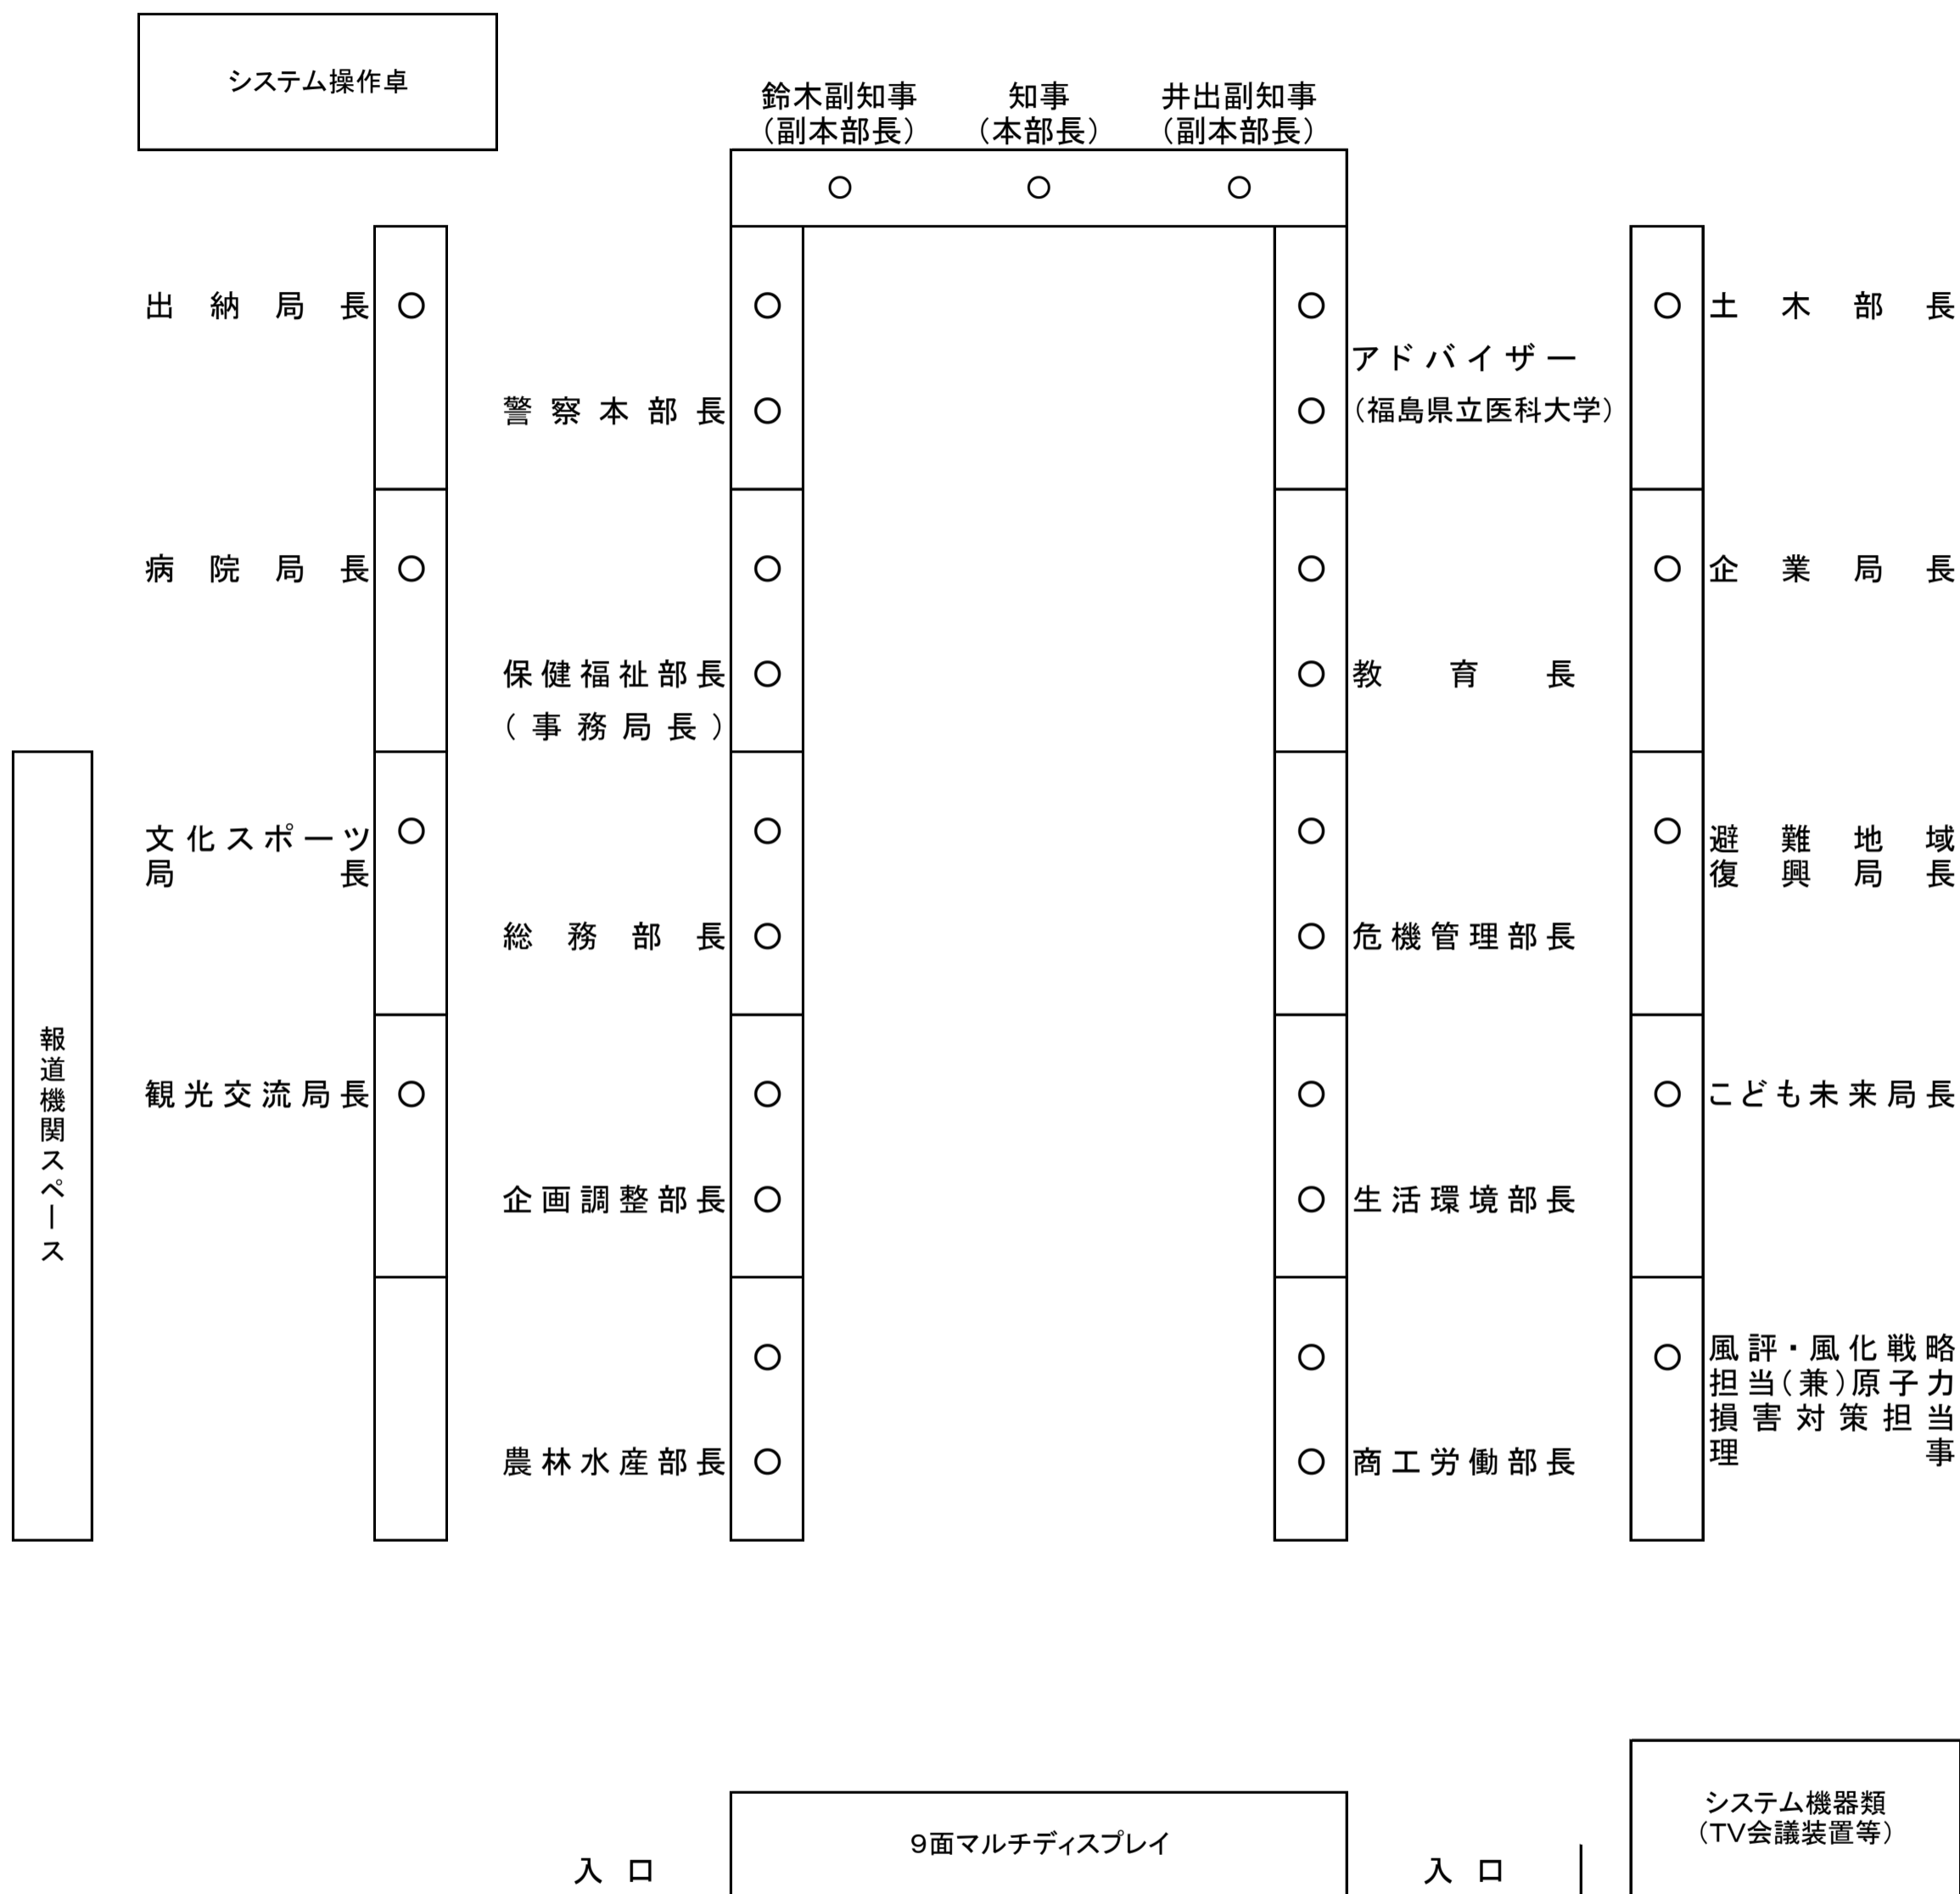 システム操作卓
鈴木副知事
（副本部長）
知事
（本部長）
井出副知事
（副本部長）
出納局長
土木部長
アドバイザー
（福島県立医科大学）
警察本部長
病院局長
企業局長
保健福祉部長
（事務局長）
教育長
文化スポーツ
局長
避難地域
復興局長
総務部長
危機管理部長
報道機関スペース
観光交流局長
こども未来局長
企画調整部長
生活環境部長
風評・風化戦略
担当（兼）原子力
損害対策担当
理事
農林水産部長
商工労働部長
システム機器類
（TV会議装置等）
９面マルチディスプレイ
入口
入口